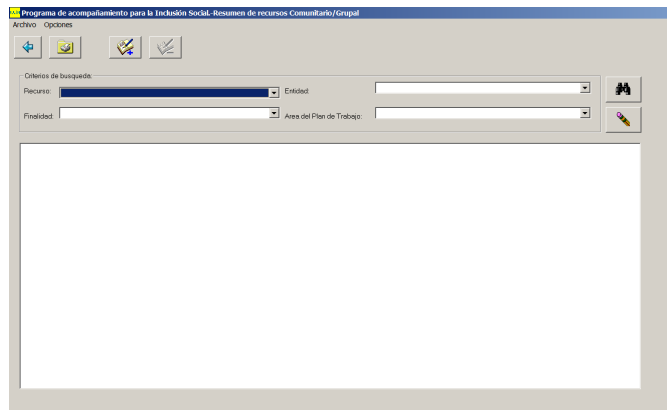 Programa de acompañamiento para la Inclusión Social.-Resumen de recursos Comunitario/Grupal
Archivo Opciones
Criterios de busqueda:
Recurso: Entidad:
Finalidad: Area del Plan de Trabajo: